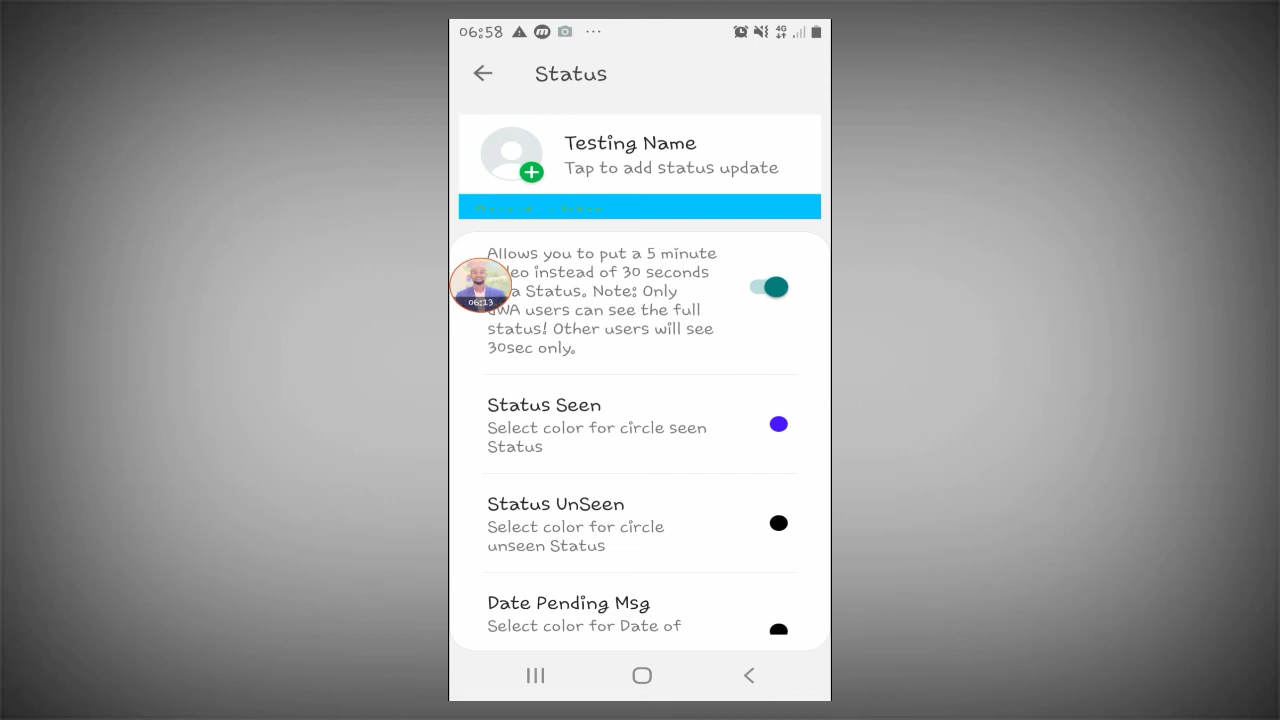 06:58
4G
Status
Testing Name
Tap to add status update
Allows you to put a 5 minute
instead of 30 seconds
a Status. Note: Only
users can see the full
status! Other users will see
30sec only.
06:13
Status Seen
Select color for circle seen
Status
Status UnSeen
Select color for circle
unseen Status
Date Pending Msg
Select color for Date of